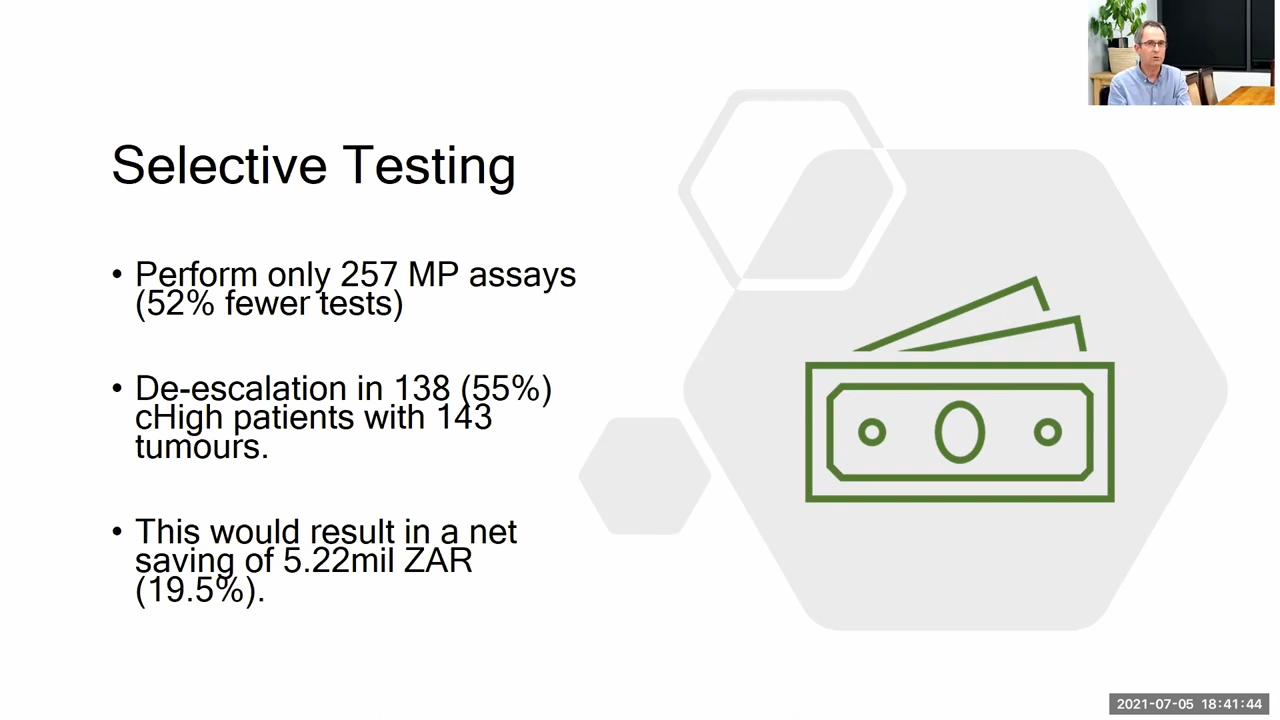 Selective Testing
• Perform only 257 MP assays
(52% fewer tests)
• De-escalation in 138 (55%)
cHigh patients with 143
tumours.
• This would result in a net
saving of 5.22mil ZAR
(19.5%).
2021-07-05 18:41:44